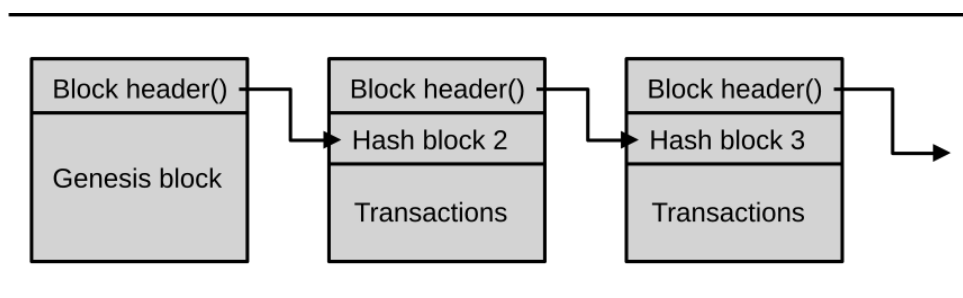 Block header()
Genesis block
Block header()
Hash block 2
Transactions
Block header()
Hash block 3
Transactions